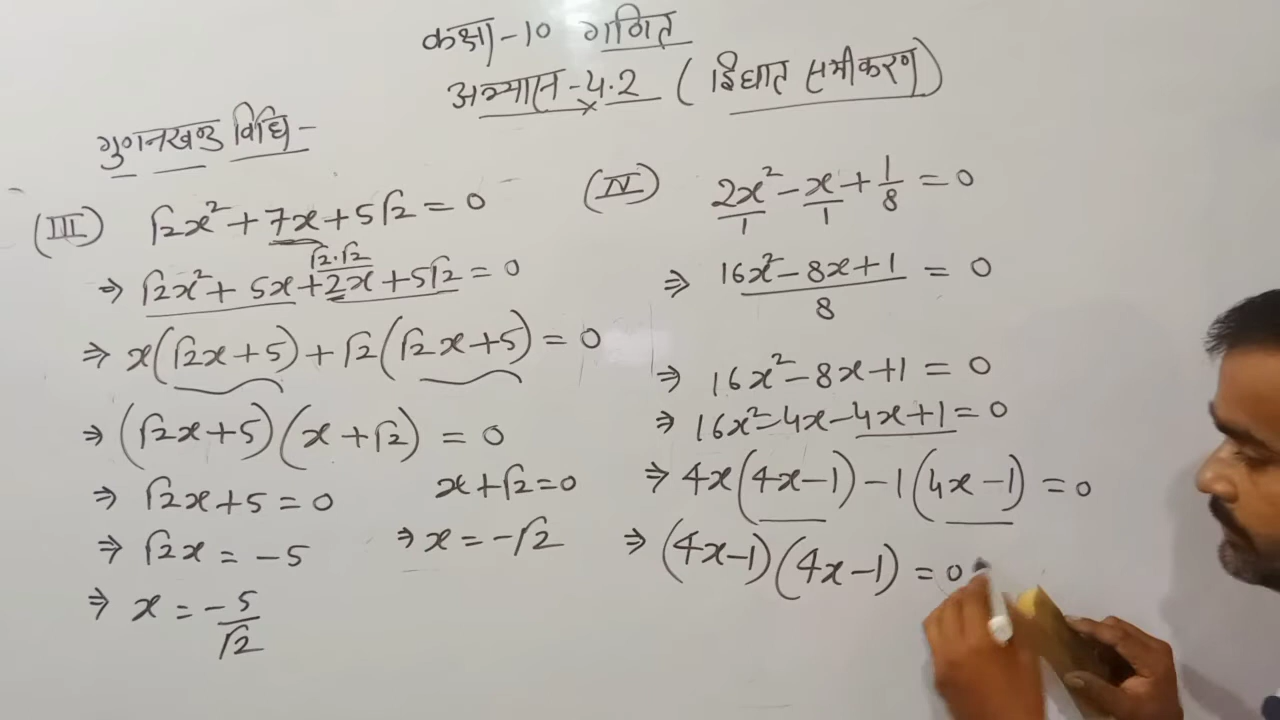 कक्षा-10 गणित
अभ्यास-4.2 (द्विघात समीकरण)
गुणनखण्ड विधि-
(III) √2x² + 7x + 5√2 = 0
√2·√2
⇒ √2x² + 5x + 2x + 5√2 = 0
⇒ x(√2x + 5) + √2(√2x + 5) = 0
⇒ (√2x + 5)(x + √2) = 0
⇒ √2x + 5 = 0
x + √2 = 0
⇒ √2x = -5
⇒ x = -√2
⇒ x = -5/√2
(IV) 2x²/1 - x/1 + 1/8 = 0
⇒ (16x² - 8x + 1)/8 = 0
⇒ 16x² - 8x + 1 = 0
⇒ 16x² - 4x - 4x + 1 = 0
⇒ 4x(4x - 1) - 1(4x - 1) = 0
⇒ (4x - 1)(4x - 1) = 0